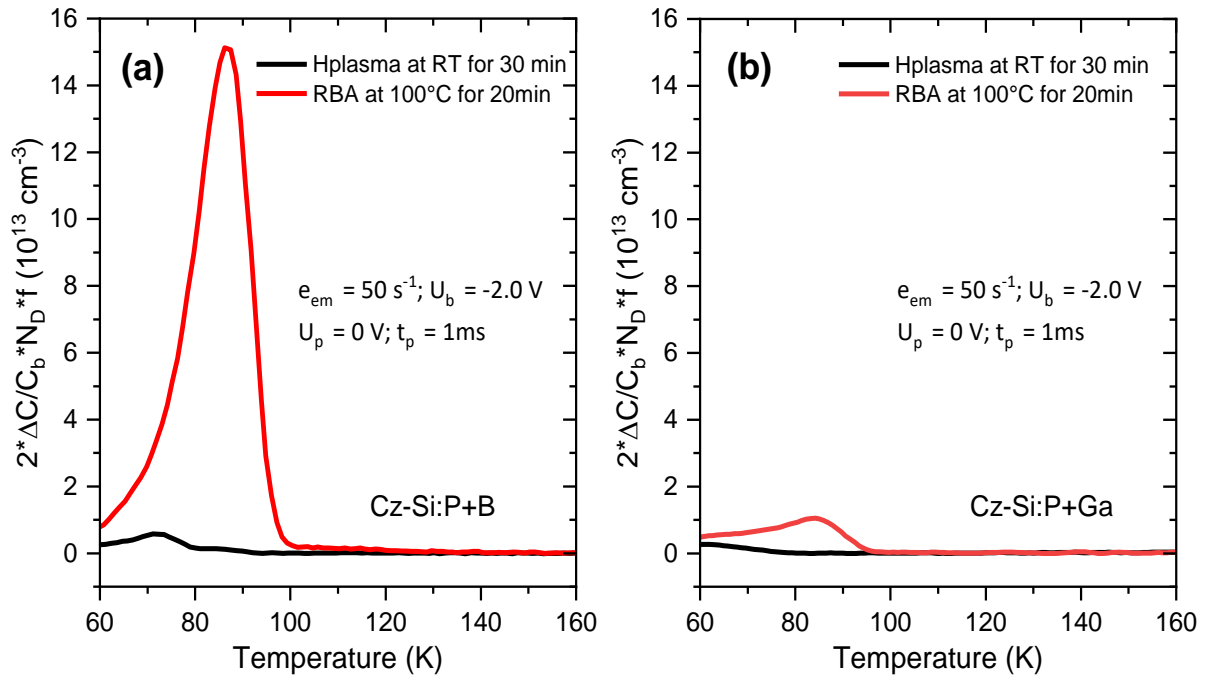 (a)
Hplasma at RT for 30 min
RBA at 100°C for 20min
e_em = 50 s⁻¹; U_b = -2.0 V
U_p = 0 V; t_p = 1ms
Cz-Si:P+B
2*ΔC/C_b*N_D*f (10¹³ cm⁻³)
16
14
12
10
8
6
4
2
0
60 80 100 120 140 160
Temperature (K)
(b)
Hplasma at RT for 30 min
RBA at 100°C for 20min
e_em = 50 s⁻¹; U_b = -2.0 V
U_p = 0 V; t_p = 1ms
Cz-Si:P+Ga
2*ΔC/C_b*N_D*f (10¹³ cm⁻³)
16
14
12
10
8
6
4
2
0
60 80 100 120 140 160
Temperature (K)